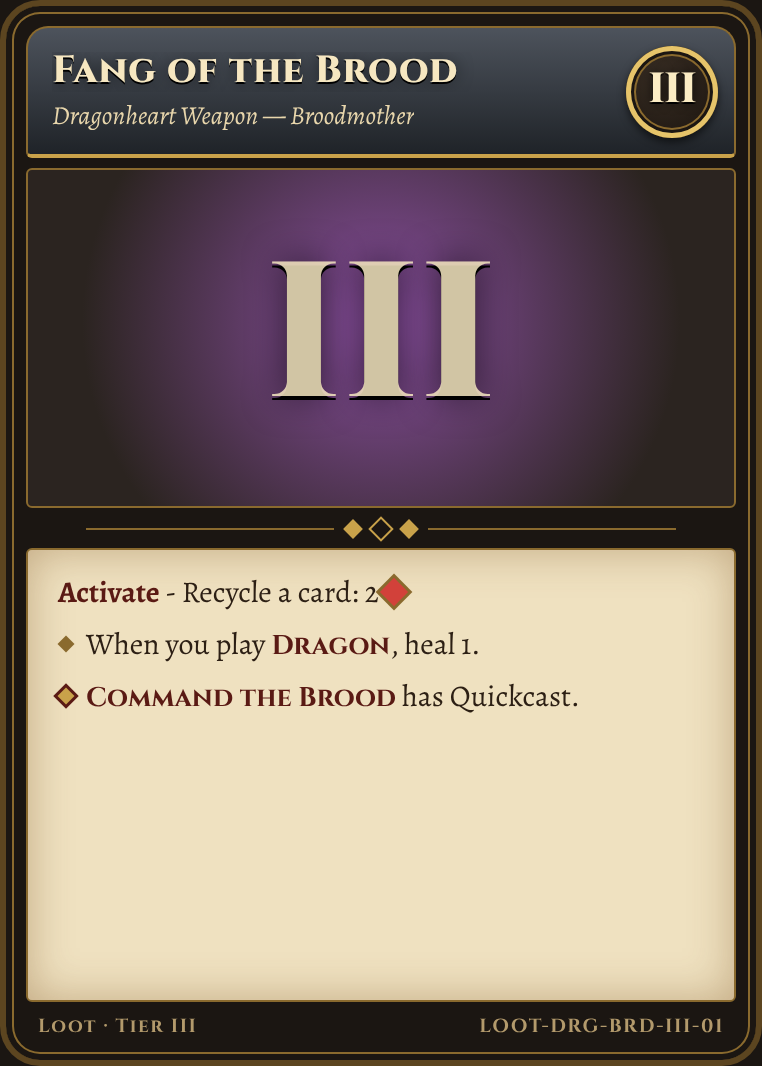 Fang of the Brood
Dragonheart Weapon — Broodmother
III
III
Activate - Recycle a card: 2
When you play Dragon, heal 1.
Command the Brood has Quickcast.
Loot · Tier III
LOOT-DRG-BRD-III-01